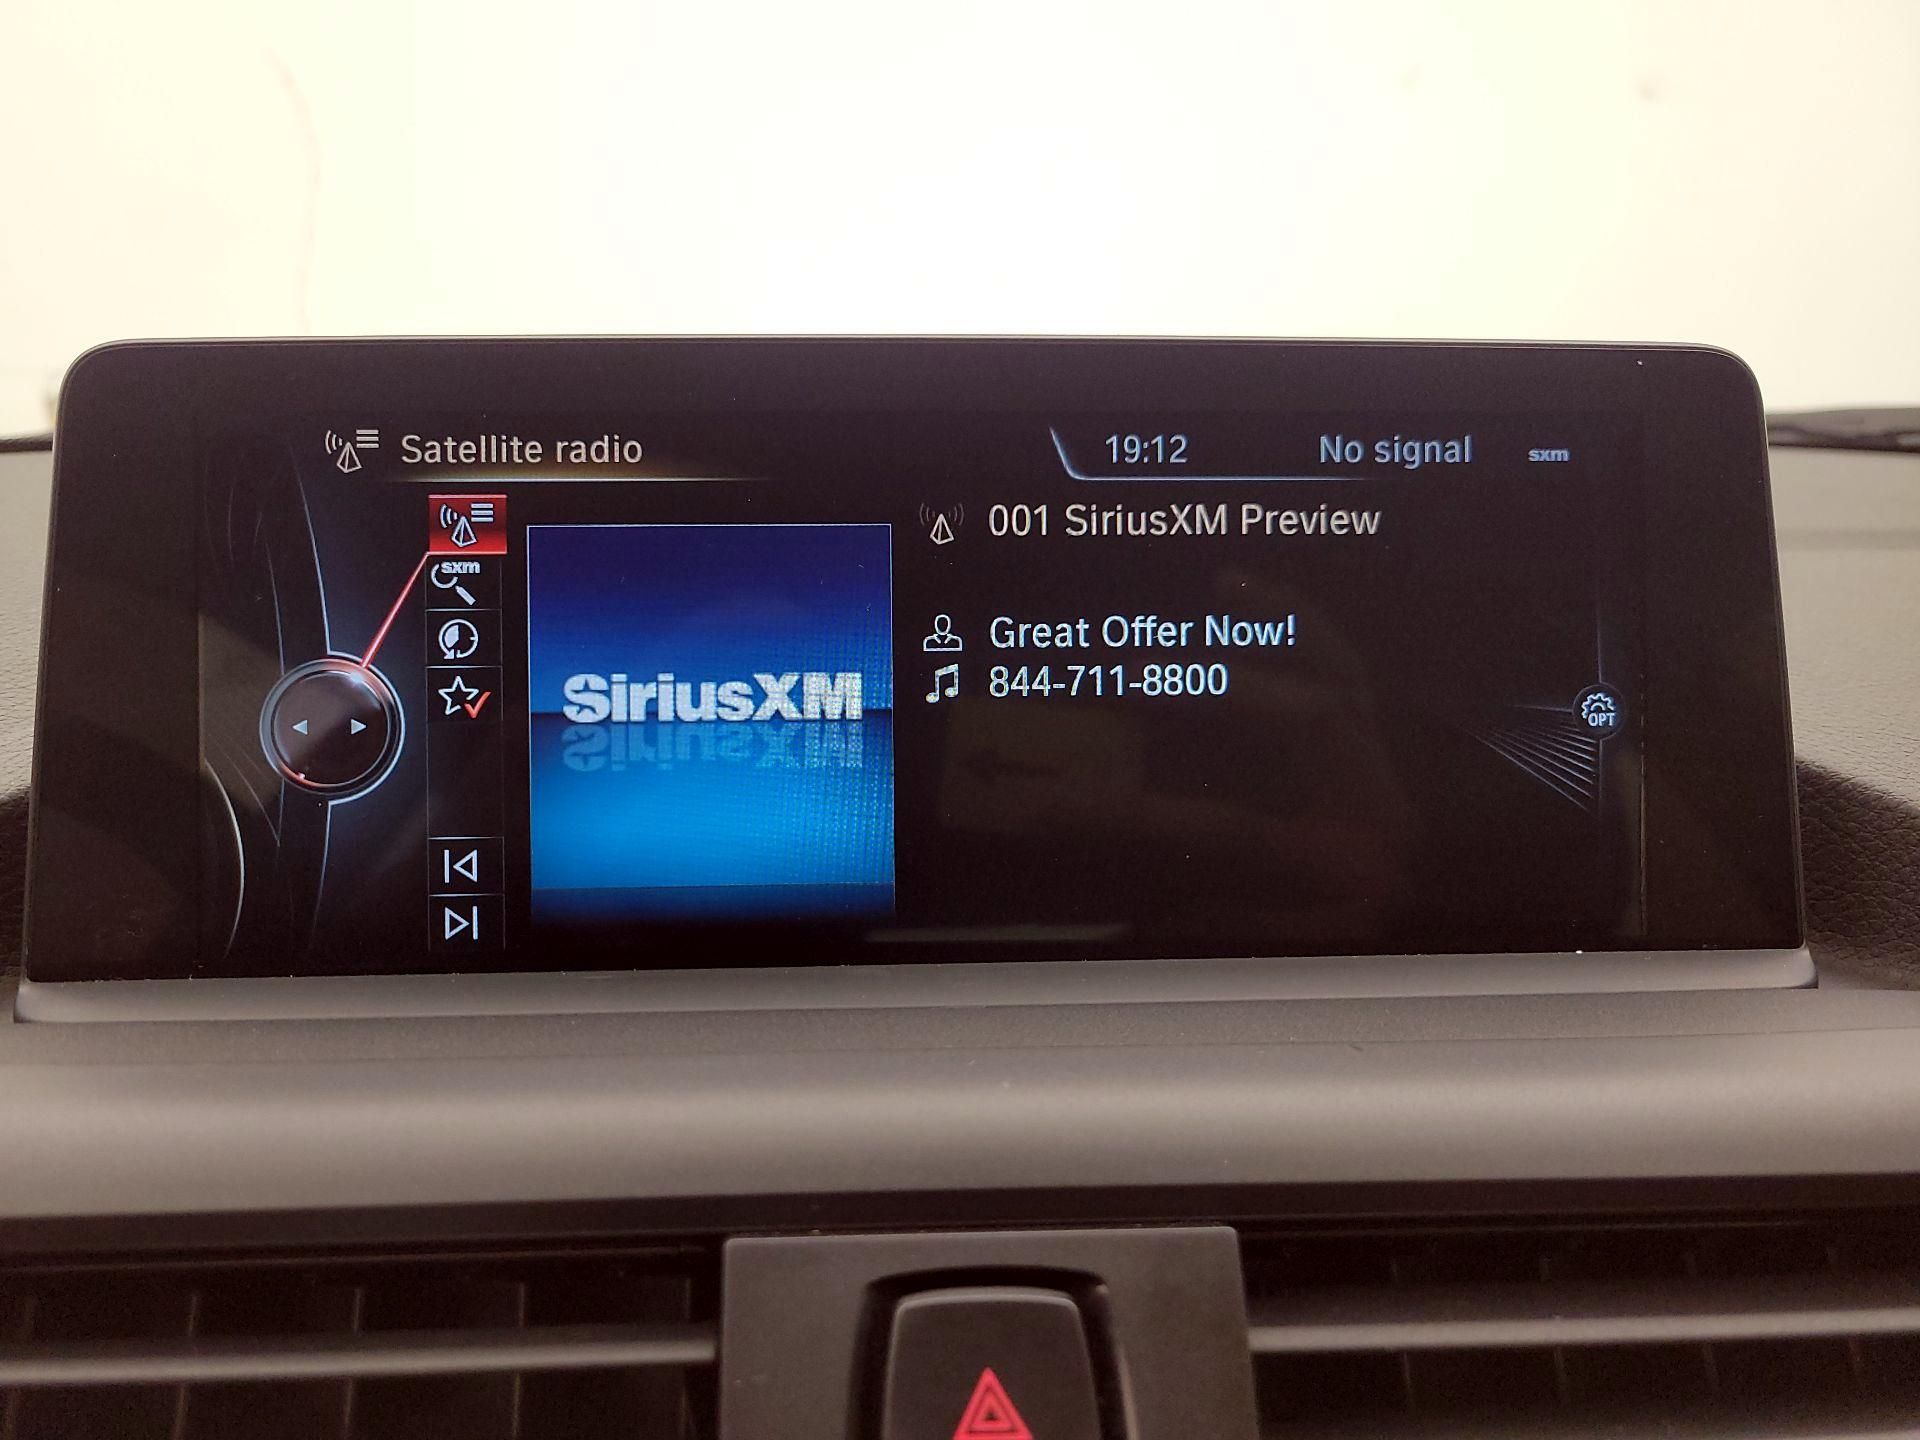 Satellite radio
19:12
No signal
sxm
001 SiriusXM Preview
sxm
SiriusXM
Great Offer Now!
844-711-8800
OPT